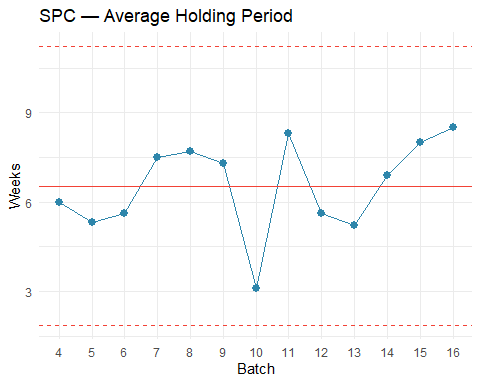 SPC — Average Holding Period
Weeks
9
6
3
4 5 6 7 8 9 10 11 12 13 14 15 16
Batch